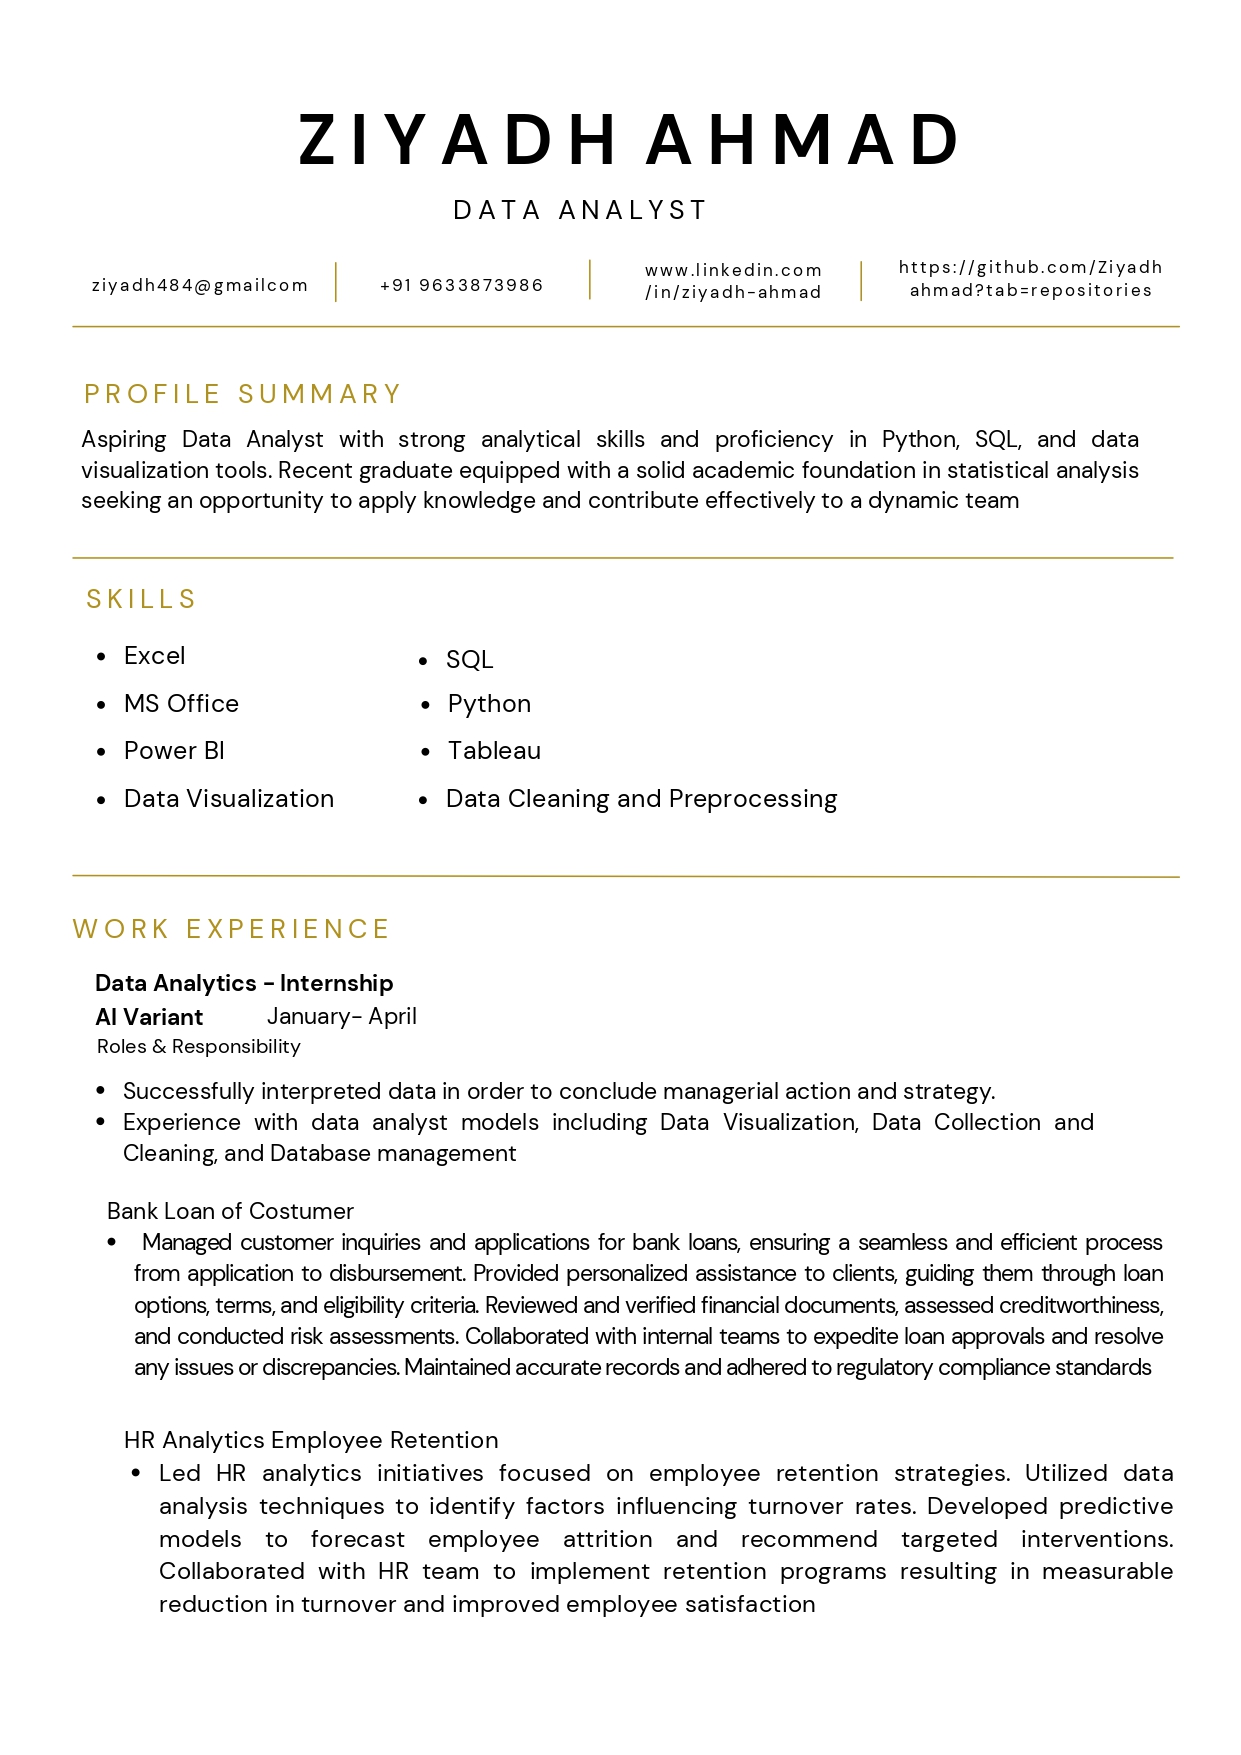 ZIYADH AHMAD
DATA ANALYST
ziyadh484@gmailcom
+91 9633873986
www.linkedin.com
/in/ziyadh-ahmad
https://github.com/Ziyadh
ahmad?tab=repositories
PROFILE SUMMARY
Aspiring Data Analyst with strong analytical skills and proficiency in Python, SQL, and data
visualization tools. Recent graduate equipped with a solid academic foundation in statistical analysis
seeking an opportunity to apply knowledge and contribute effectively to a dynamic team
SKILLS
• Excel
• MS Office
• Power BI
• Data Visualization
• SQL
• Python
• Tableau
• Data Cleaning and Preprocessing
WORK EXPERIENCE
Data Analytics - Internship
AI Variant January- April
Roles & Responsibility
• Successfully interpreted data in order to conclude managerial action and strategy.
• Experience with data analyst models including Data Visualization, Data Collection and
Cleaning, and Database management
Bank Loan of Costumer
• Managed customer inquiries and applications for bank loans, ensuring a seamless and efficient process
from application to disbursement. Provided personalized assistance to clients, guiding them through loan
options, terms, and eligibility criteria. Reviewed and verified financial documents, assessed creditworthiness,
and conducted risk assessments. Collaborated with internal teams to expedite loan approvals and resolve
any issues or discrepancies. Maintained accurate records and adhered to regulatory compliance standards
HR Analytics Employee Retention
• Led HR analytics initiatives focused on employee retention strategies. Utilized data
analysis techniques to identify factors influencing turnover rates. Developed predictive
models to forecast employee attrition and recommend targeted interventions.
Collaborated with HR team to implement retention programs resulting in measurable
reduction in turnover and improved employee satisfaction